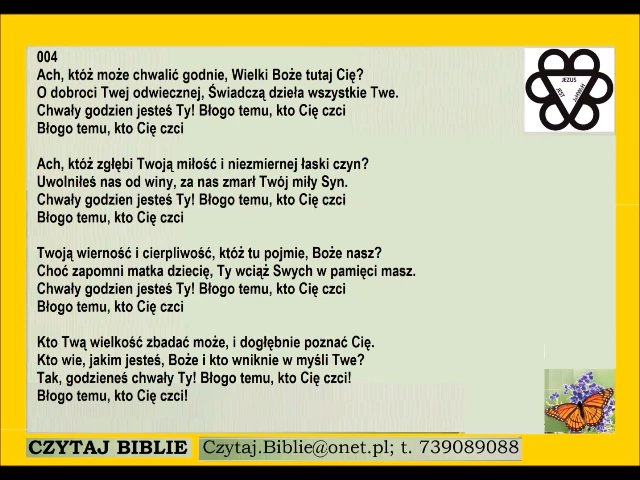 004
Ach, któż może chwalić godnie, Wielki Boże tutaj Cię?
O dobroci Twej odwiecznej, Świadczą dzieła wszystkie Twe.
Chwały godzien jesteś Ty! Błogo temu, kto Cię czci
Błogo temu, kto Cię czci
Ach, któż zgłębi Twoją miłość i niezmiernej łaski czyn?
Uwolniłeś nas od winy, za nas zmarł Twój miły Syn.
Chwały godzien jesteś Ty! Błogo temu, kto Cię czci
Błogo temu, kto Cię czci
Twoją wierność i cierpliwość, któż tu pojmie, Boże nasz?
Choć zapomni matka dziecię, Ty wciąż Swych w pamięci masz.
Chwały godzien jesteś Ty! Błogo temu, kto Cię czci
Błogo temu, kto Cię czci
Kto Twą wielkość zbadać może, i dogłębnie poznać Cię.
Kto wie, jakim jesteś, Boże i kto wniknie w myśli Twe?
Tak, godzieneś chwały Ty! Błogo temu, kto Cię czci!
Błogo temu, kto Cię czci!
JEZUS
JEST
CZYTAJ BIBLIE
Czytaj.Biblie@onet.pl; t. 739089088